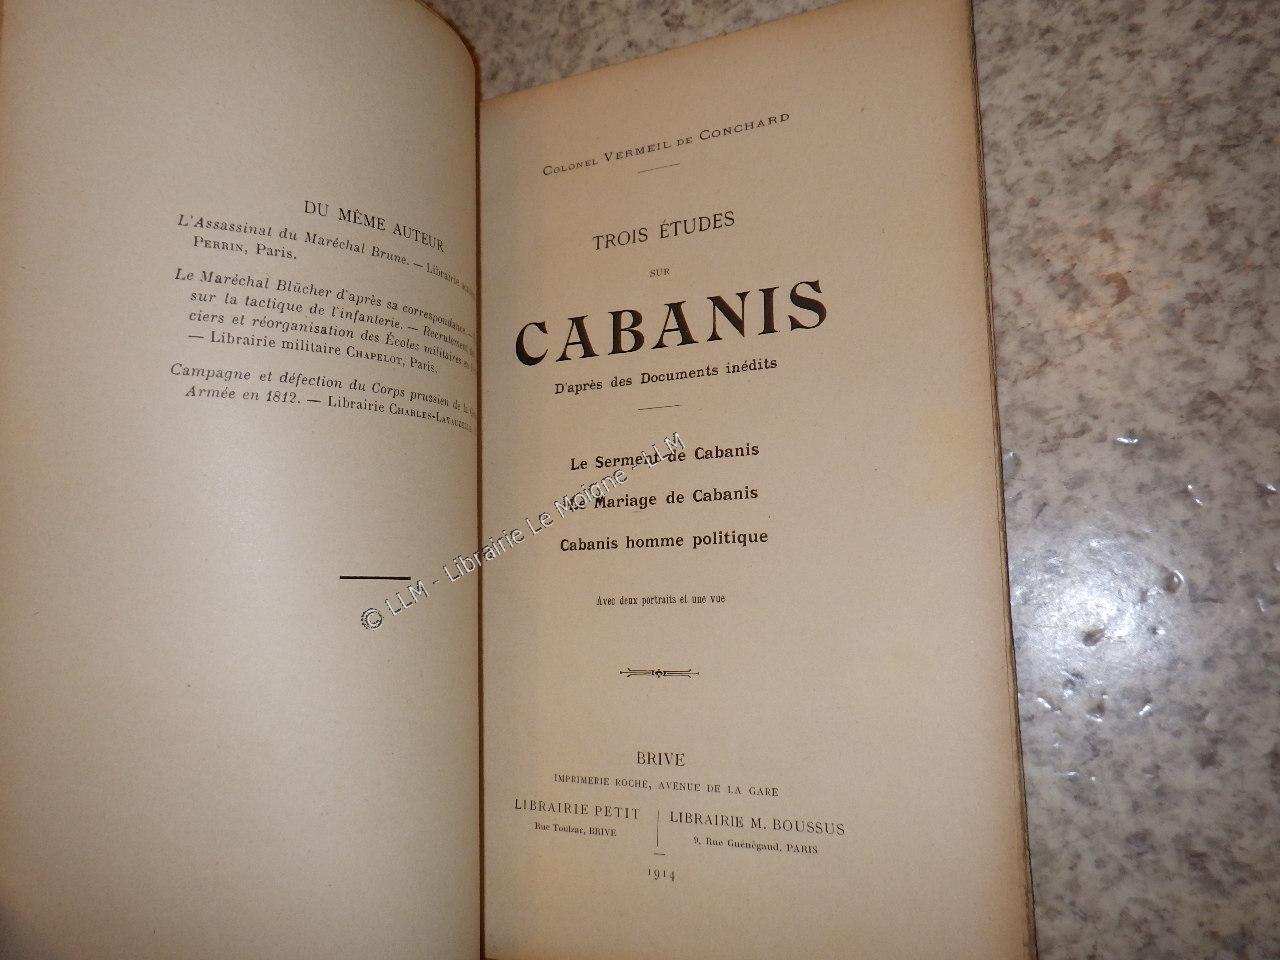 DU MÊME AUTEUR
L'Assassinat du Maréchal Brune. — Librairie
PERRIN, Paris.
Le Maréchal Blücher d'après sa correspondance. —
sur la tactique de l'infanterie. — Recrutement
ciers et réorganisation des Écoles militaires en
— Librairie militaire CHAPELOT, Paris.
Campagne et défection du Corps prussien de la
Armée en 1812. — Librairie CHARLES-LAVAUZELLE
COLONEL VERMEIL DE CONCHARD
TROIS ÉTUDES
SUR
CABANIS
D'après des Documents inédits
Le Serment de Cabanis
Le Mariage de Cabanis
Cabanis homme politique
Avec deux portraits et une vue
BRIVE
IMPRIMERIE ROCHE, AVENUE DE LA GARE
LIBRAIRIE PETIT
Rue Toulzac, BRIVE
LIBRAIRIE M. BOUSSUS
9, Rue Guénégaud, PARIS
1914
© LLM - Librairie Le Moigne - LLM